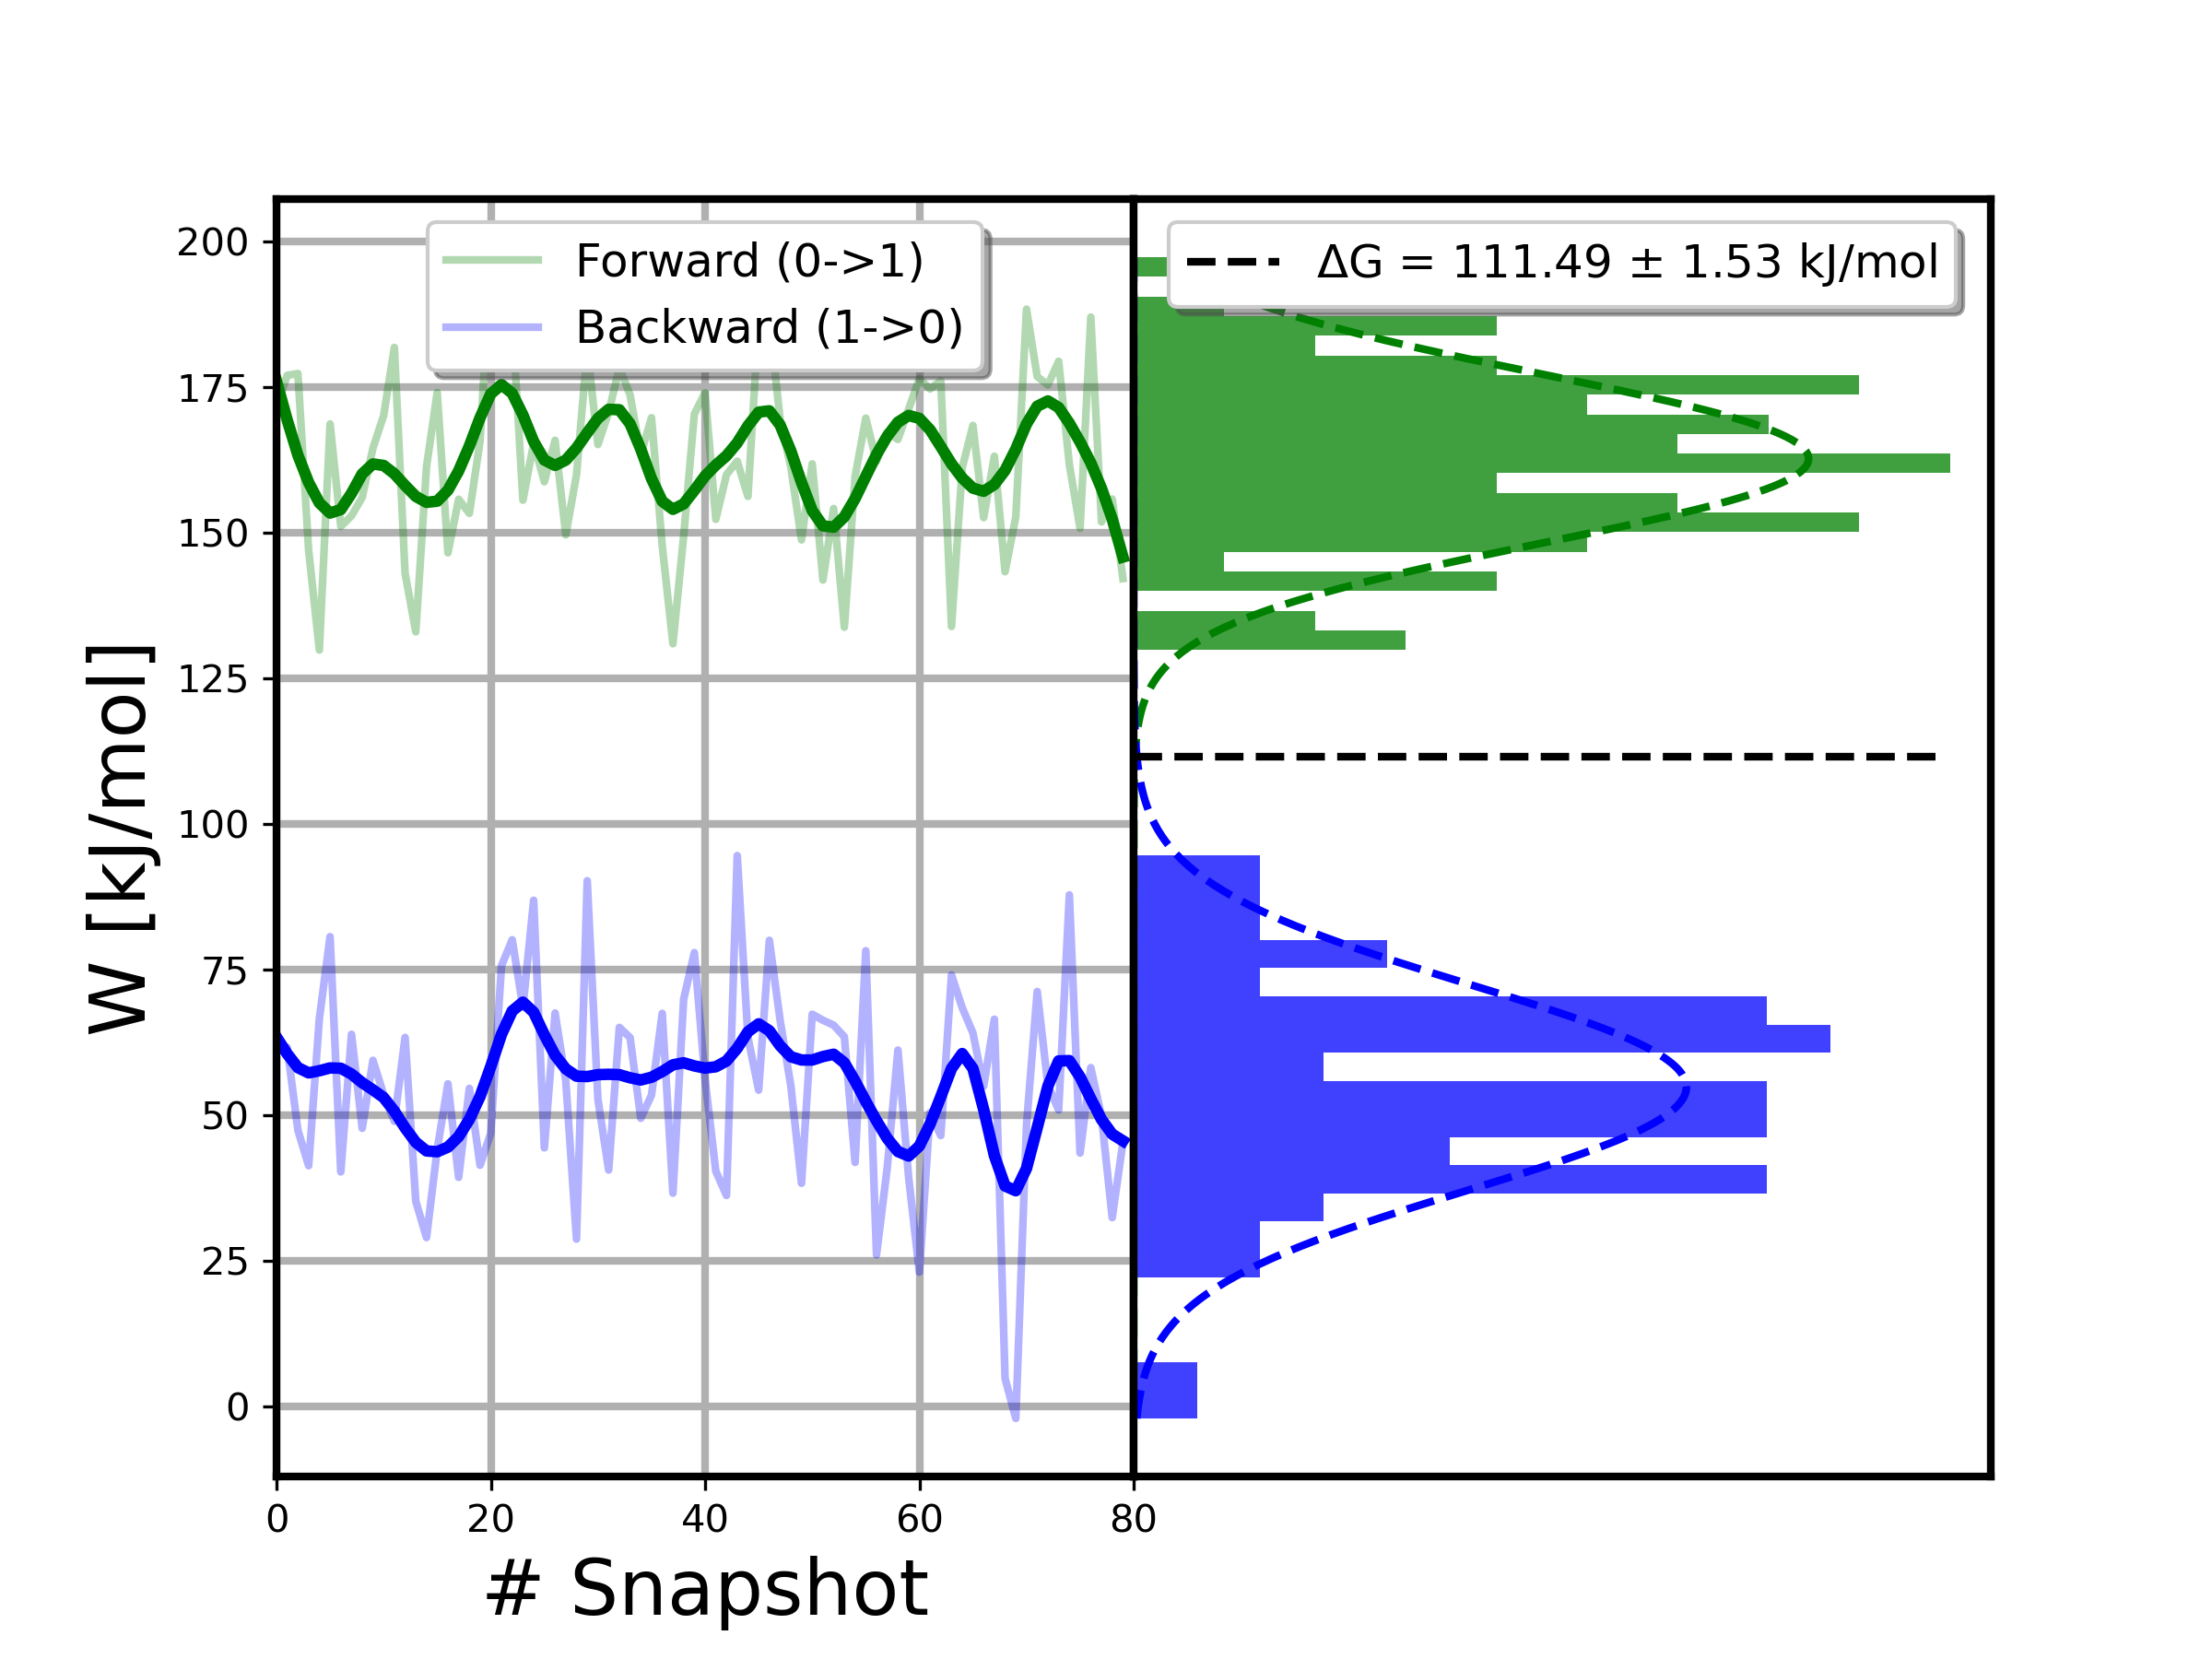 Forward (0->1)
Backward (1->0)
ΔG = 111.49 ± 1.53 kJ/mol
W [kJ/mol]
200
175
150
125
100
75
50
25
0
0 20 40 60 80
# Snapshot